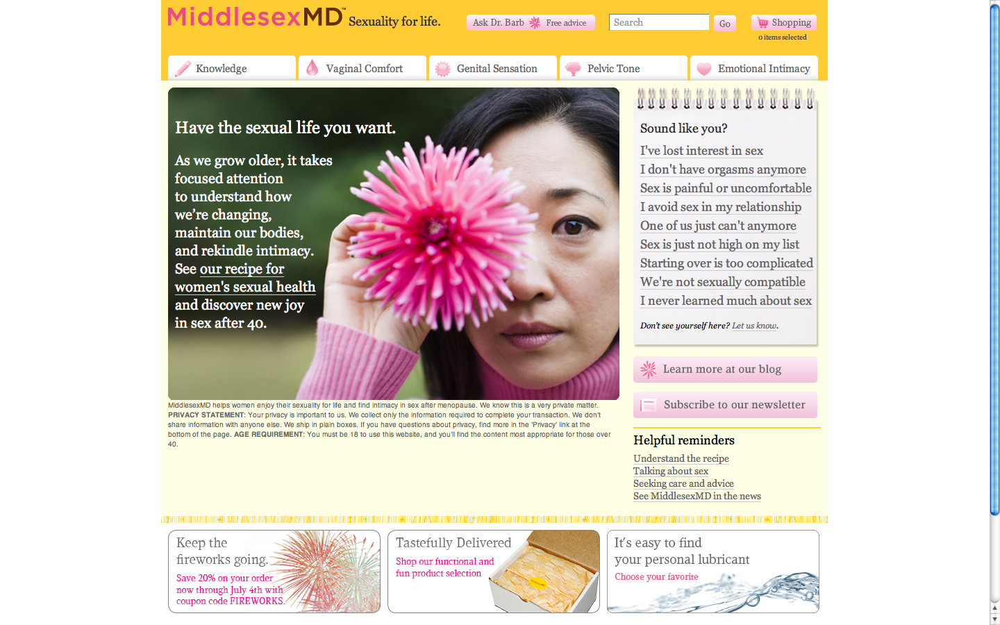 MiddlesexMD™ Sexuality for life.
Ask Dr. Barb Free advice
Search
Go
Shopping
0 items selected
Knowledge
Vaginal Comfort
Genital Sensation
Pelvic Tone
Emotional Intimacy
Have the sexual life you want.
As we grow older, it takes
focused attention
to understand how
we're changing,
maintain our bodies,
and rekindle intimacy.
See our recipe for
women's sexual health
and discover new joy
in sex after 40.
MiddlesexMD helps women enjoy their sexuality for life and find intimacy in sex after menopause. We know this is a very private matter.
PRIVACY STATEMENT: Your privacy is important to us. We collect only the information required to complete your transaction. We don't
share information with anyone else. We ship in plain boxes. If you have questions about privacy, find more in the 'Privacy' link at the
bottom of the page. AGE REQUIREMENT: You must be 18 to use this website, and you'll find the content most appropriate for those over
40.
Sound like you?
I've lost interest in sex
I don't have orgasms anymore
Sex is painful or uncomfortable
I avoid sex in my relationship
One of us just can't anymore
Sex is just not high on my list
Starting over is too complicated
We're not sexually compatible
I never learned much about sex
Don't see yourself here? Let us know.
Learn more at our blog
Subscribe to our newsletter
Helpful reminders
Understand the recipe
Talking about sex
Seeking care and advice
See MiddlesexMD in the news
Keep the
fireworks going.
Save 20% on your order
now through July 4th with
coupon code FIREWORKS.
Tastefully Delivered
Shop our functional and
fun product selection
It's easy to find
your personal lubricant
Choose your favorite